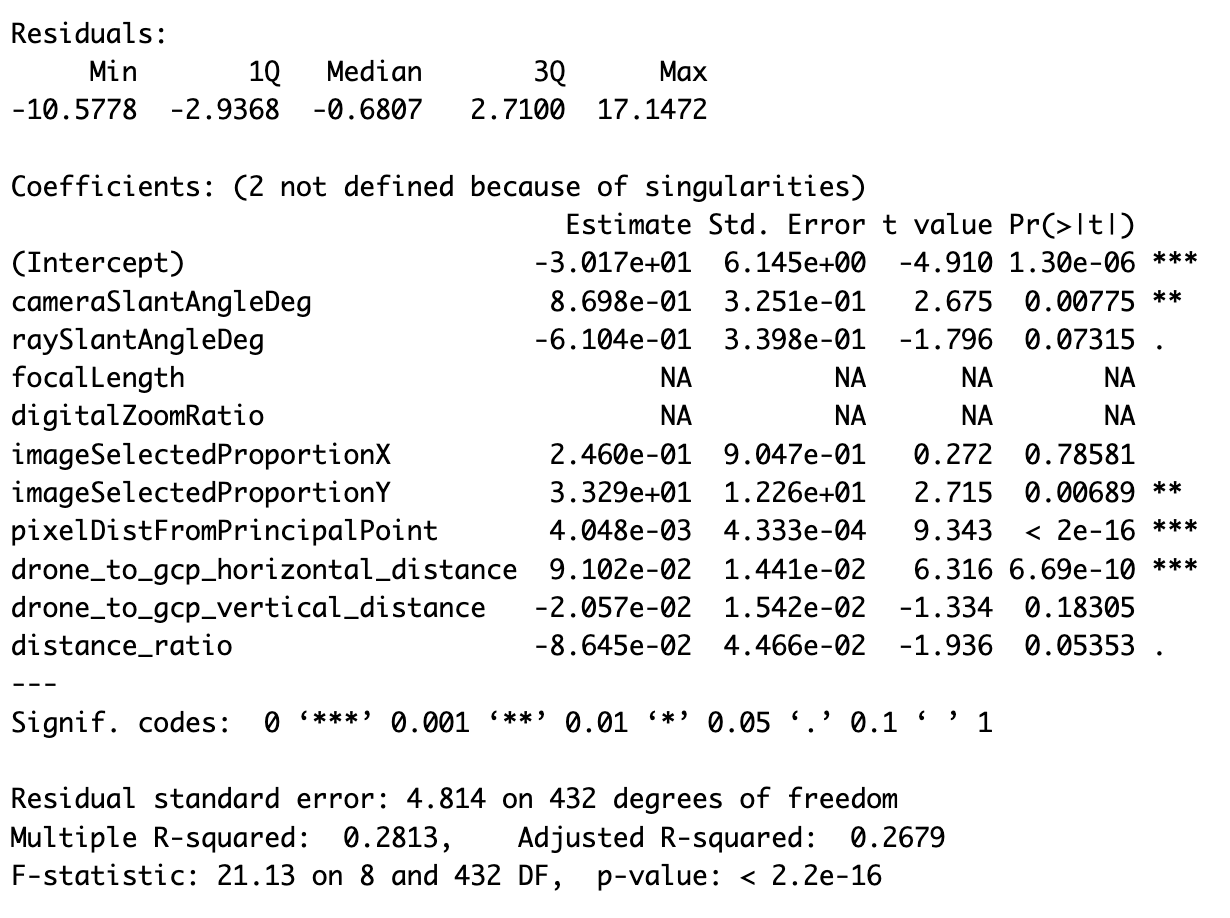 Residuals:
     Min       1Q   Median       3Q      Max
-10.5778  -2.9368  -0.6807   2.7100  17.1472

Coefficients: (2 not defined because of singularities)
                                   Estimate Std. Error t value Pr(>|t|)
(Intercept)                      -3.017e+01  6.145e+00  -4.910 1.30e-06 ***
cameraSlantAngleDeg               8.698e-01  3.251e-01   2.675  0.00775 **
raySlantAngleDeg                 -6.104e-01  3.398e-01  -1.796  0.07315 .
focalLength                              NA         NA      NA       NA
digitalZoomRatio                         NA         NA      NA       NA
imageSelectedProportionX          2.460e-01  9.047e-01   0.272  0.78581
imageSelectedProportionY          3.329e+01  1.226e+01   2.715  0.00689 **
pixelDistFromPrincipalPoint       4.048e-03  4.333e-04   9.343  < 2e-16 ***
drone_to_gcp_horizontal_distance  9.102e-02  1.441e-02   6.316 6.69e-10 ***
drone_to_gcp_vertical_distance   -2.057e-02  1.542e-02  -1.334  0.18305
distance_ratio                   -8.645e-02  4.466e-02  -1.936  0.05353 .
---
Signif. codes:  0 ‘***’ 0.001 ‘**’ 0.01 ‘*’ 0.05 ‘.’ 0.1 ‘ ’ 1

Residual standard error: 4.814 on 432 degrees of freedom
Multiple R-squared:  0.2813,    Adjusted R-squared:  0.2679
F-statistic: 21.13 on 8 and 432 DF,  p-value: < 2.2e-16